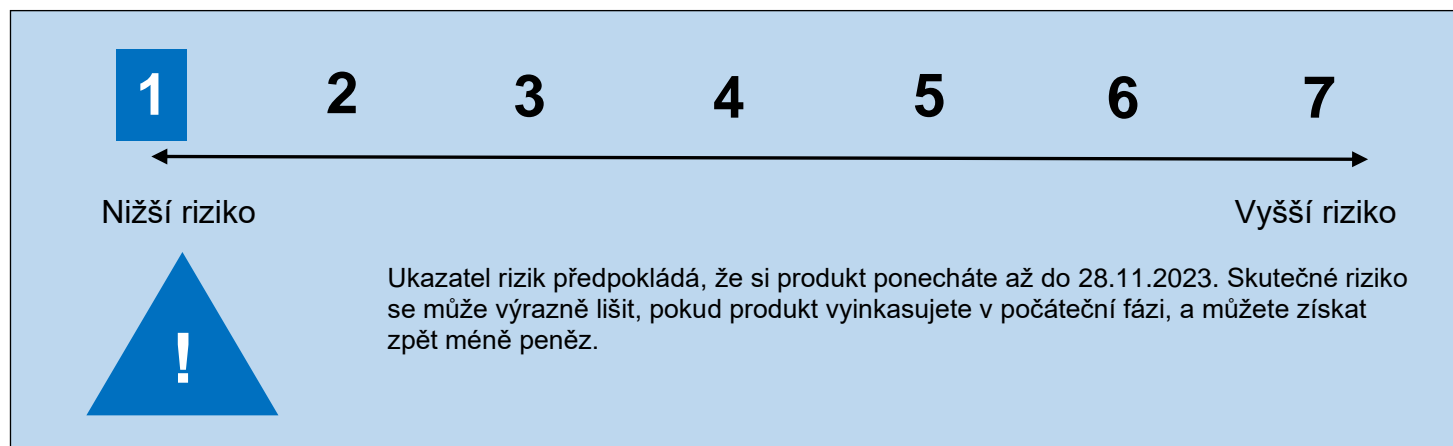 1 2 3 4 5 6 7
Nižší riziko Vyšší riziko
Ukazatel rizik předpokládá, že si produkt ponecháte až do 28.11.2023. Skutečné riziko
se může výrazně lišit, pokud produkt vyinkasujete v počáteční fázi, a můžete získat
zpět méně peněz.
!